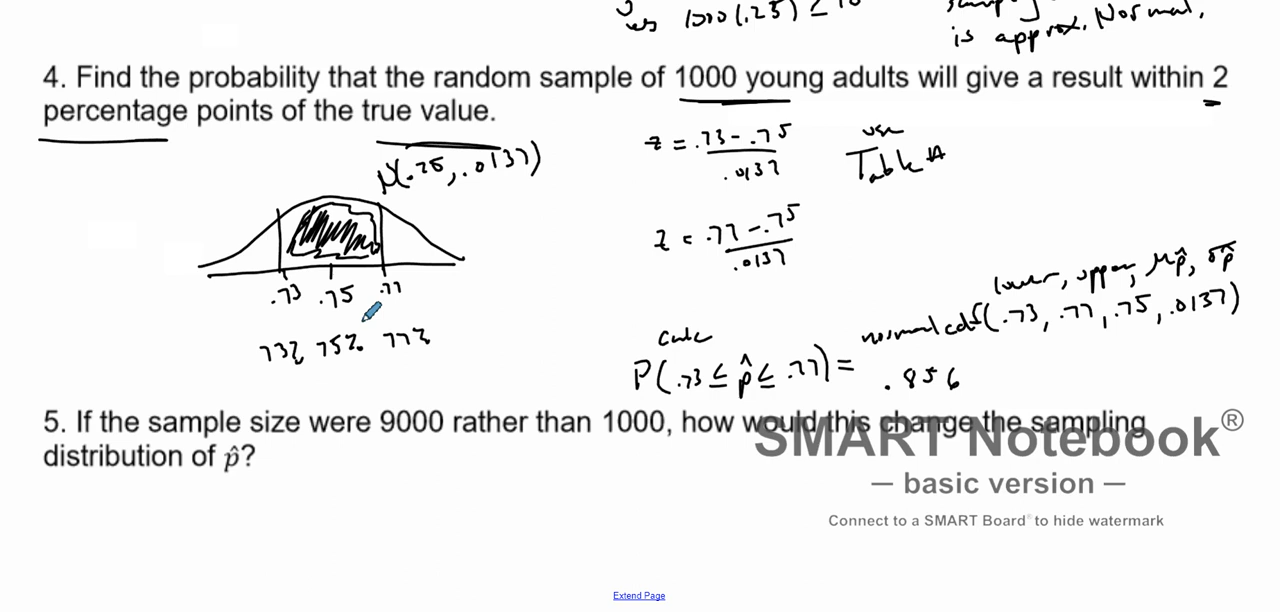 1000(.25) ≥ 10
is approx. Normal.
4. Find the probability that the random sample of 1000 young adults will give a result within 2
percentage points of the true value.
N(.75, .0137)
.73 .75 .77
73% 75% 77%
z = .73 - .75
.0137
use
Table A
z = .77 - .75
.0137
lower, upper, μp̂, σp̂
calc
normalcdf(.73, .77, .75, .0137)
P(.73 ≤ p̂ ≤ .77) =
.856
5. If the sample size were 9000 rather than 1000, how would this change the sampling
distribution of p̂?
SMART Notebook®
— basic version —
Connect to a SMART Board® to hide watermark
Extend Page